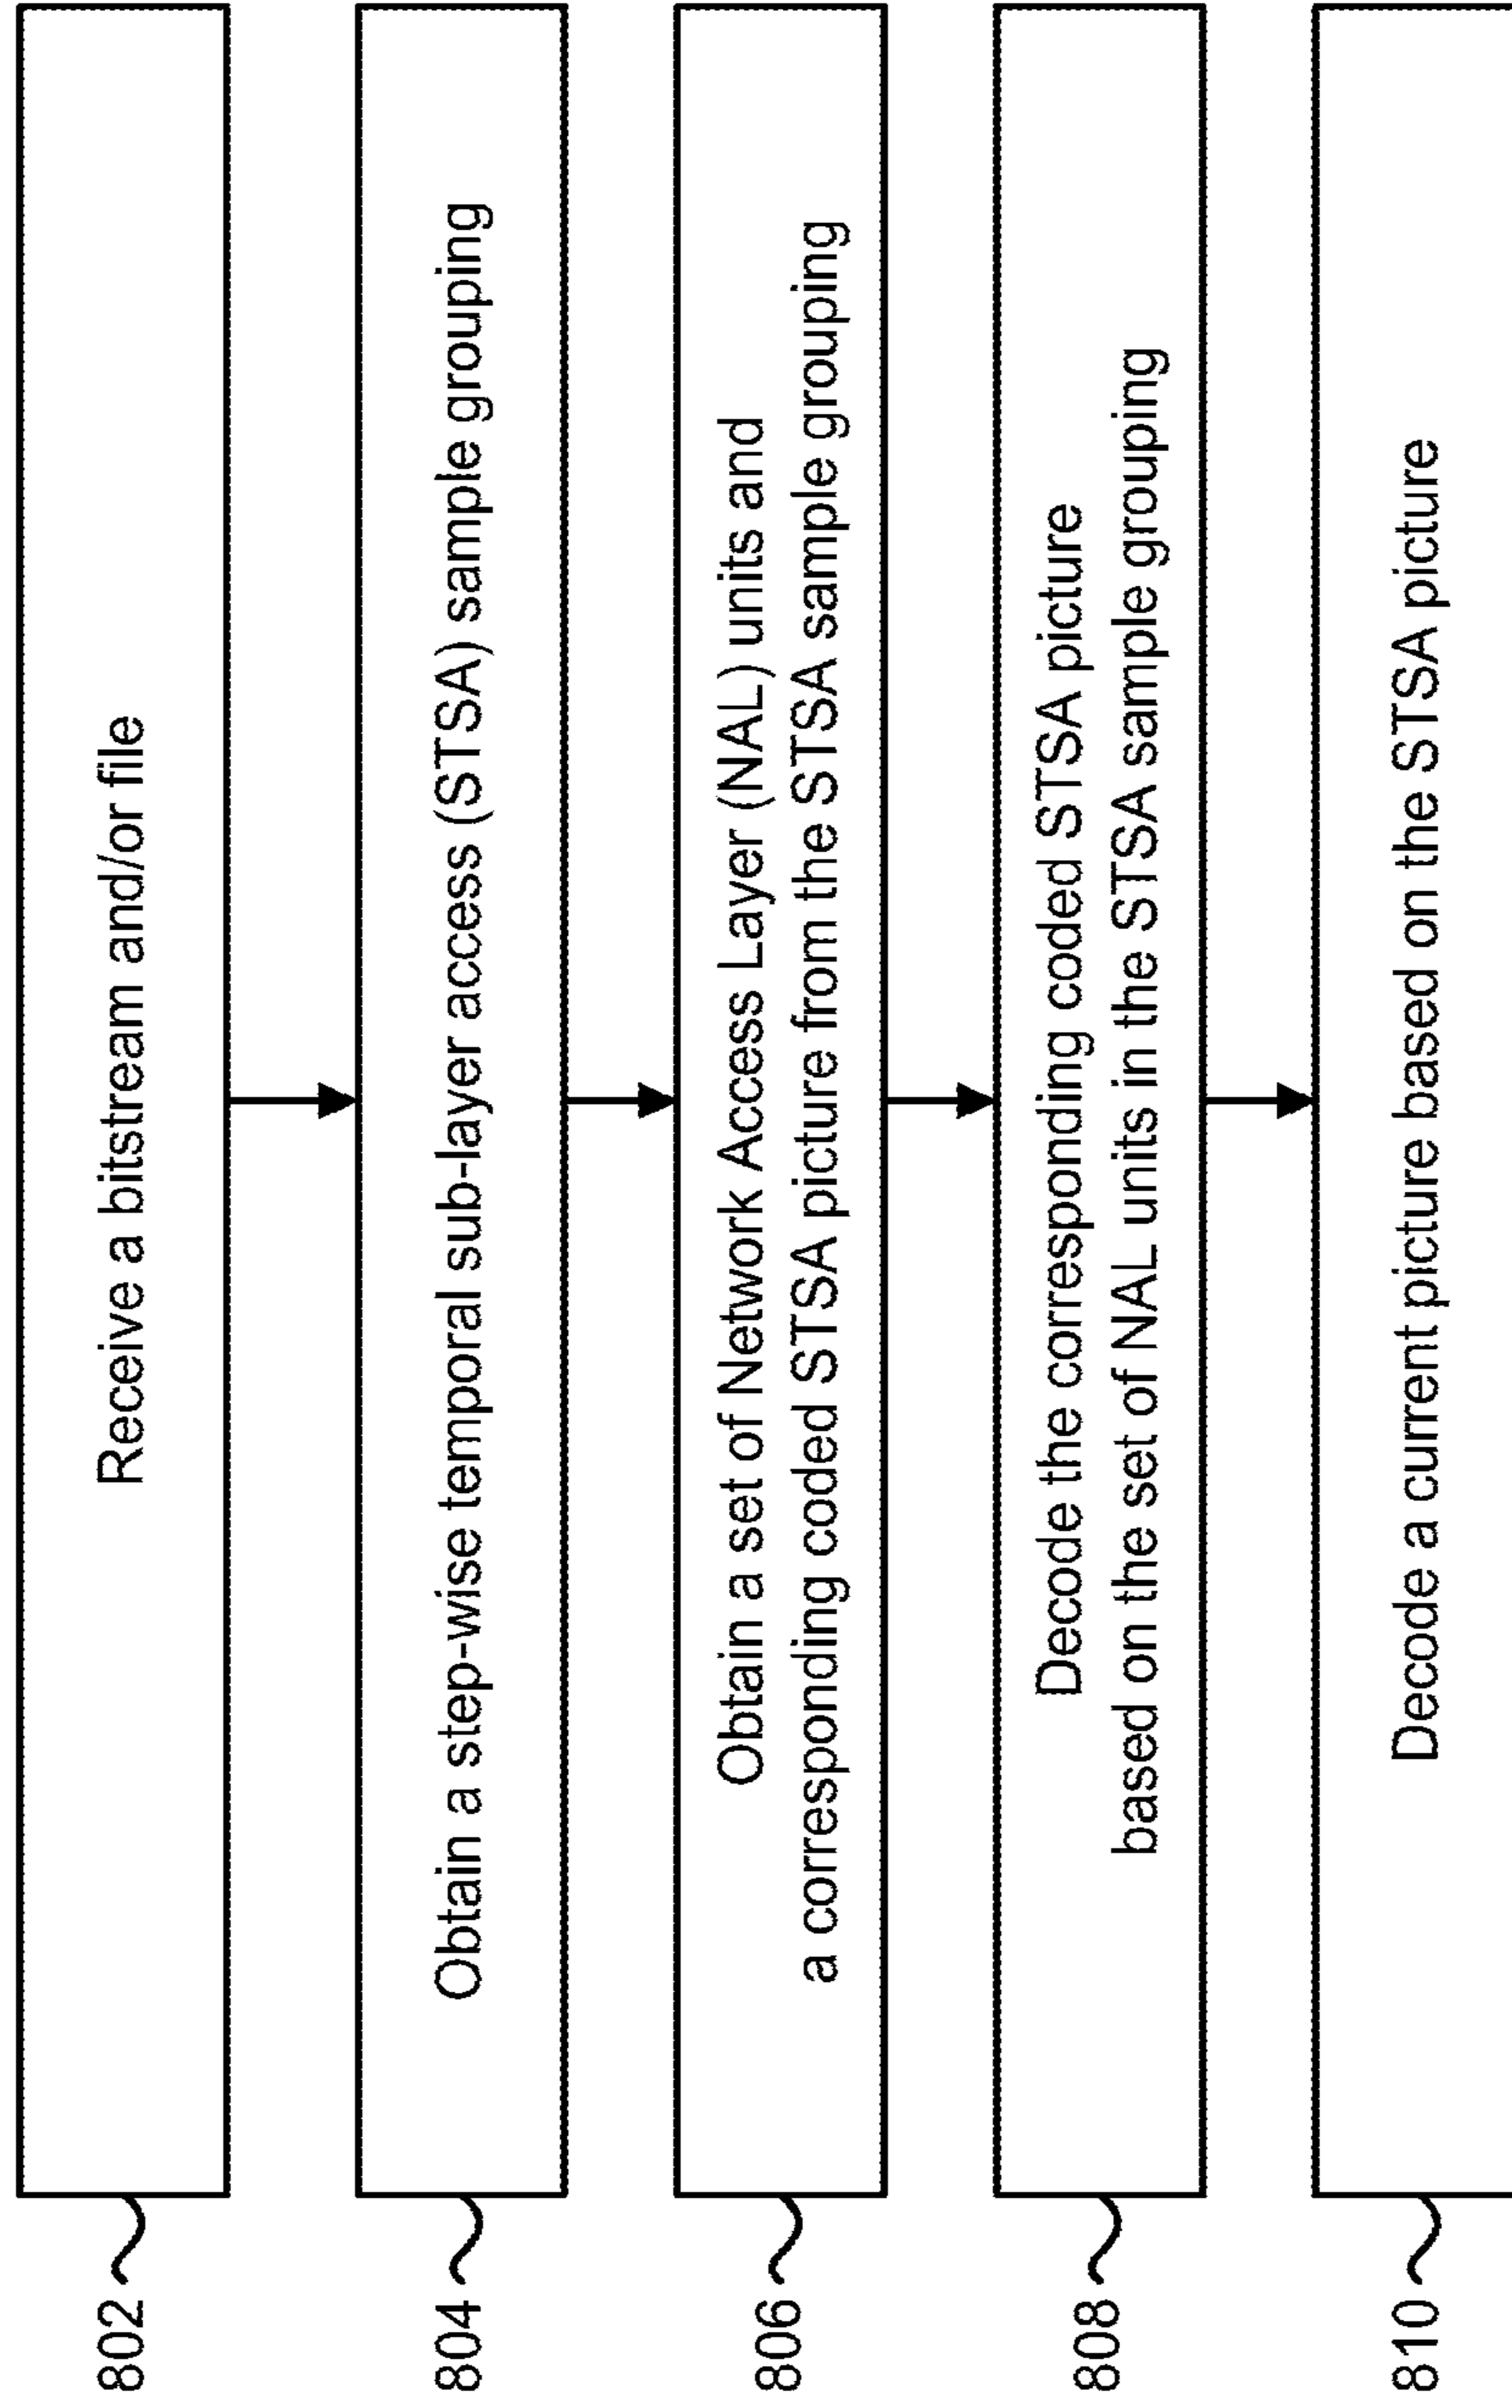 802
Receive a bitstream and/or file
804
Obtain a step-wise temporal sub-layer access (STSA) sample grouping
806
Obtain a set of Network Access Layer (NAL) units and
a corresponding coded STSA picture from the STSA sample grouping
808
Decode the corresponding coded STSA picture
based on the set of NAL units in the STSA sample grouping
810
Decode a current picture based on the STSA picture